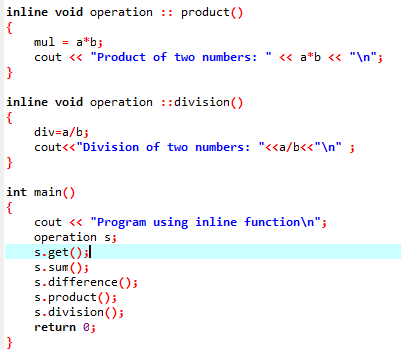 inline void operation :: product()
{
    mul = a*b;
    cout << "Product of two numbers: " << a*b << "\n";
}

inline void operation ::division()
{
    div=a/b;
    cout<<"Division of two numbers: "<<a/b<<"\n" ;
}

int main()
{
    cout << "Program using inline function\n";
    operation s;
    s.get();
    s.sum();
    s.difference();
    s.product();
    s.division();
    return 0;
}